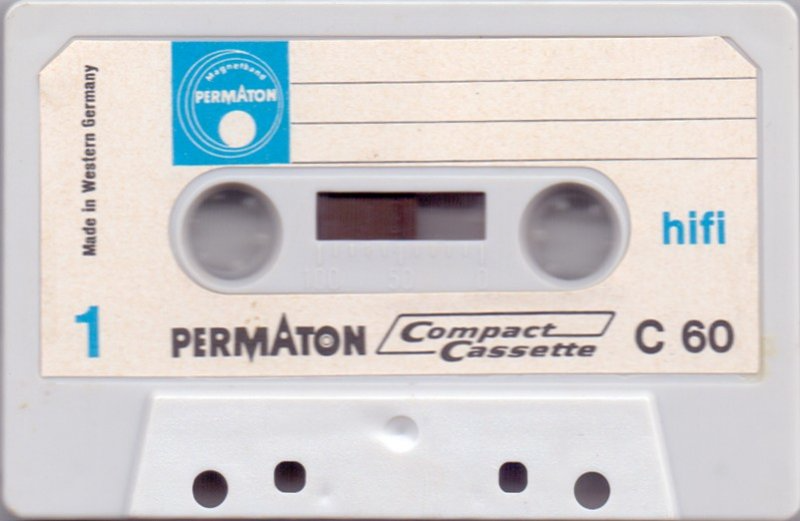 Made in Western Germany
Magnetband
PERMATON
hifi
1
PERMATON
Compact
Cassette
C 60
100 50 0